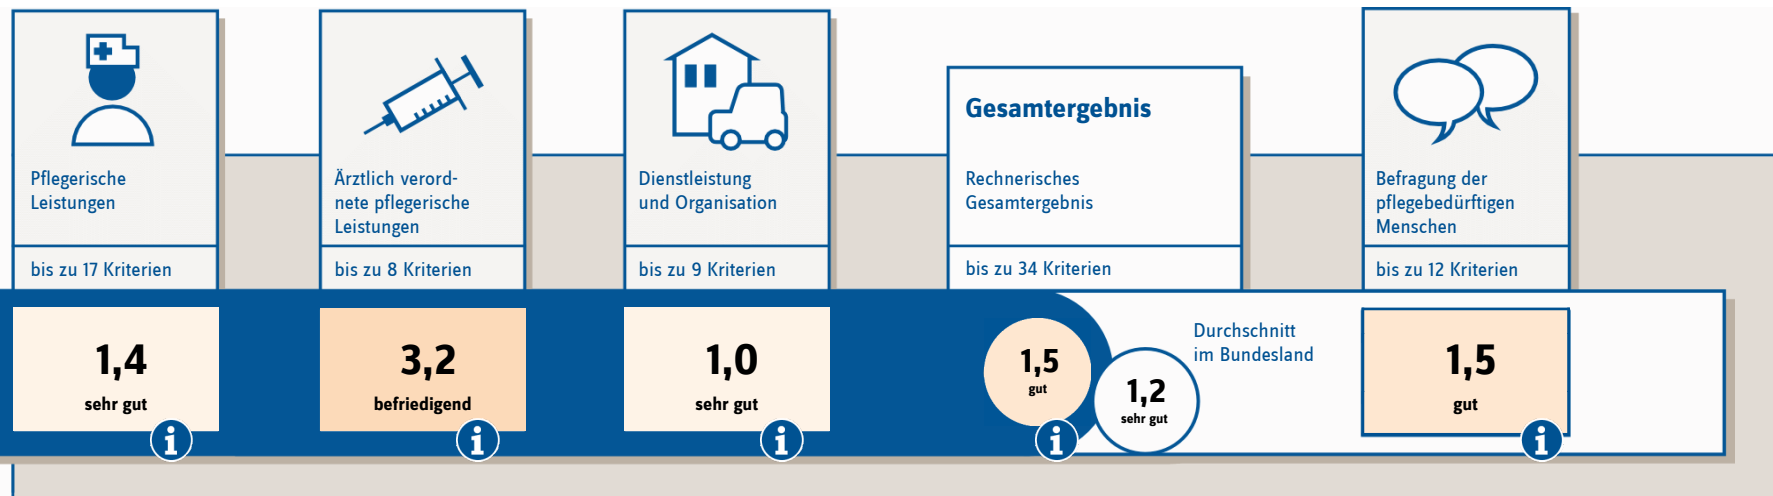 Pflegerische
Leistungen
bis zu 17 Kriterien
1,4
sehr gut
i
Ärztlich verord-
nete pflegerische
Leistungen
bis zu 8 Kriterien
3,2
befriedigend
i
Dienstleistung
und Organisation
bis zu 9 Kriterien
1,0
sehr gut
i
Gesamtergebnis
Rechnerisches
Gesamtergebnis
bis zu 34 Kriterien
1,5
gut
i
1,2
sehr gut
Durchschnitt
im Bundesland
Befragung der
pflegebedürftigen
Menschen
bis zu 12 Kriterien
1,5
gut
i